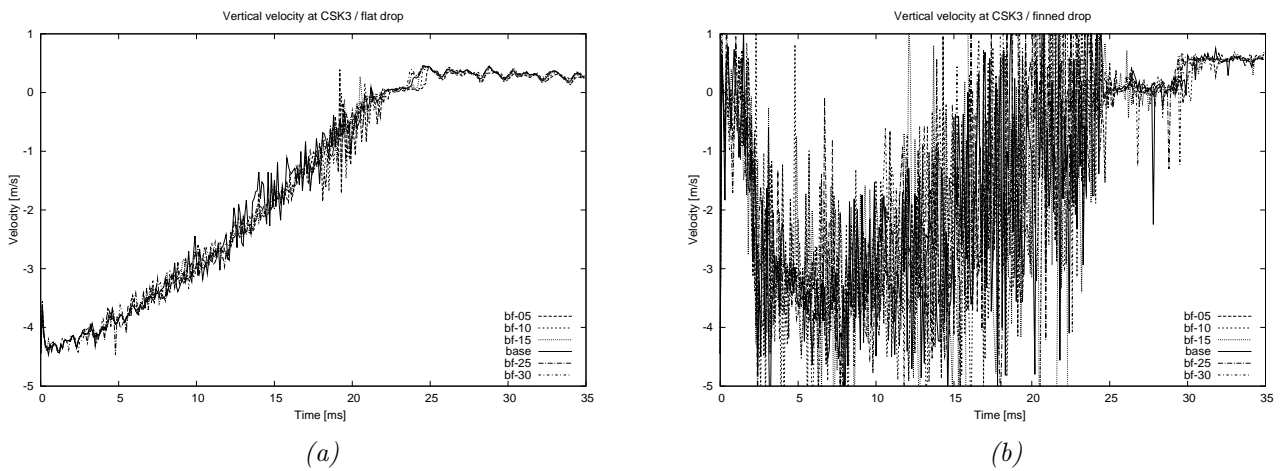 Vertical velocity at CSK3 / flat drop
1
0
-1
-2
-3
-4
-5
Velocity [m/s]
0 5 10 15 20 25 30 35
Time [ms]
bf-05
bf-10
bf-15
base
bf-25
bf-30
(a)
Vertical velocity at CSK3 / finned drop
1
0
-1
-2
-3
-4
-5
Velocity [m/s]
0 5 10 15 20 25 30 35
Time [ms]
bf-05
bf-10
bf-15
base
bf-25
bf-30
(b)